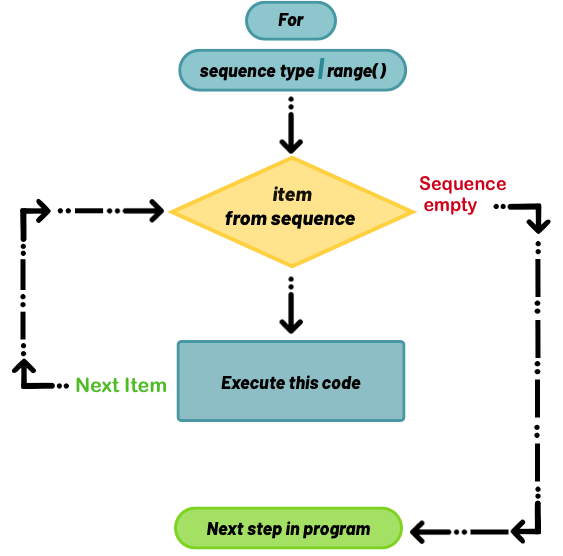 For
sequence type | range()
item
from sequence
Sequence
empty
Execute this code
Next Item
Next step in program